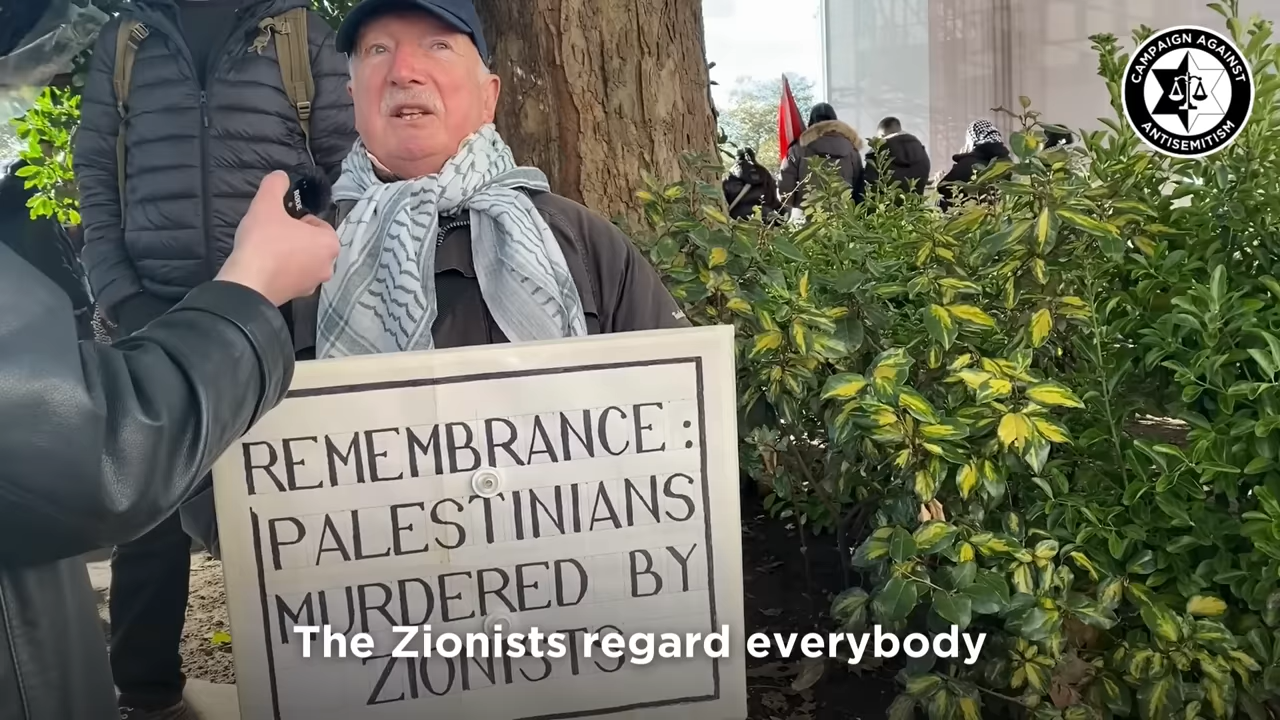 CAMPAIGN AGAINST
ANTISEMITISM
REMEMBRANCE:
PALESTINIANS
MURDERED BY
ZIONISTS
The Zionists regard everybody